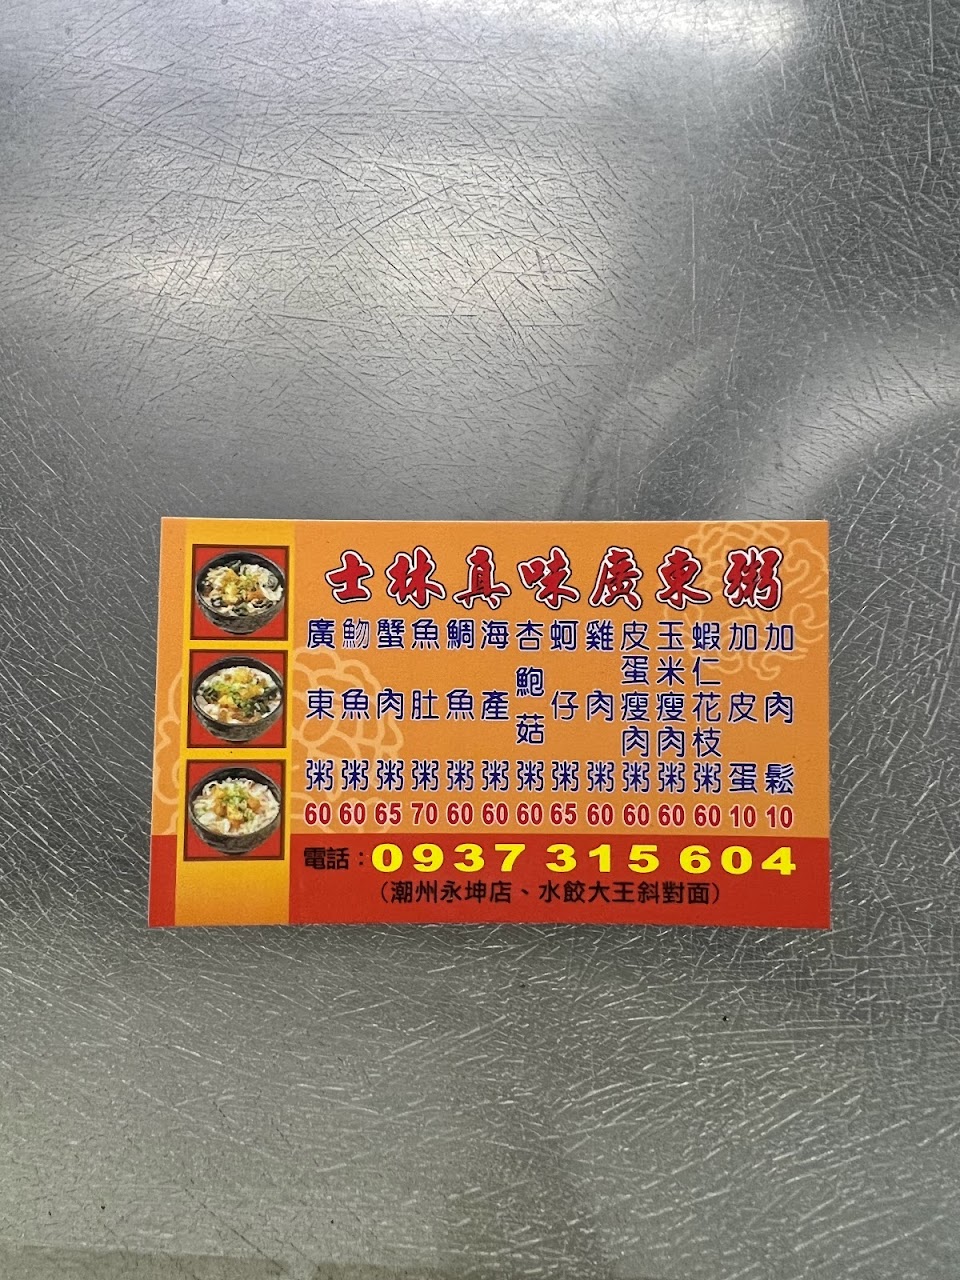 士林真味廣東粥
廣東粥 60
魩魚粥 60
蟹肉粥 65
魚肚粥 70
鯛魚粥 60
海產粥 60
杏鮑菇粥 60
蚵仔粥 65
雞肉粥 60
皮蛋瘦肉粥 60
玉米瘦肉粥 60
蝦仁花枝粥 60
加皮蛋 10
加肉鬆 10
電話：0937 315 604
（潮州永坤店、水餃大王斜對面）